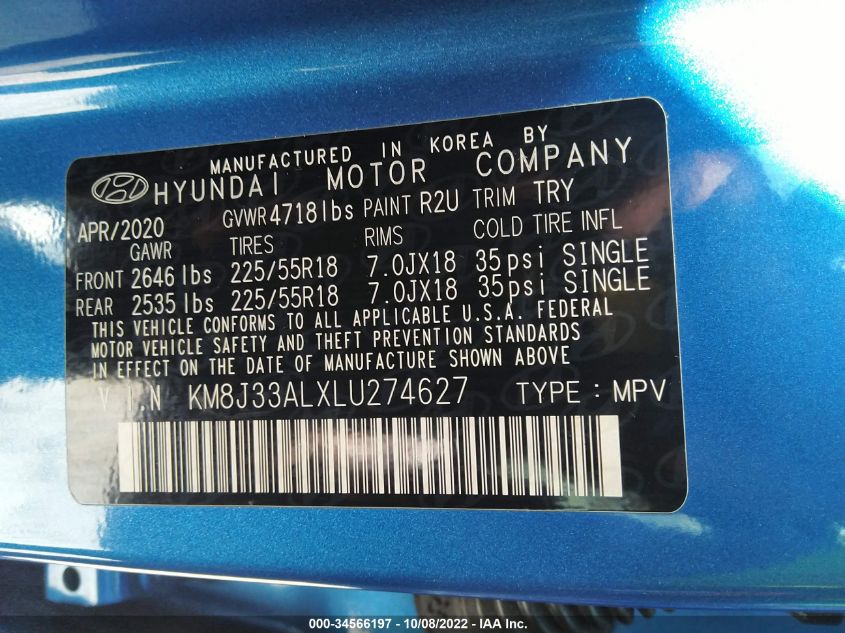 MANUFACTURED IN KOREA BY
HYUNDAI MOTOR COMPANY
APR/2020 GVWR 4718 lbs PAINT R2U TRIM TRY
GAWR TIRES RIMS COLD TIRE INFL
FRONT 2646 lbs 225/55R18 7.0JX18 35psi SINGLE
REAR 2535 lbs 225/55R18 7.0JX18 35psi SINGLE
THIS VEHICLE CONFORMS TO ALL APPLICABLE U.S.A. FEDERAL
MOTOR VEHICLE SAFETY AND THEFT PREVENTION STANDARDS
IN EFFECT ON THE DATE OF MANUFACTURE SHOWN ABOVE
V I.N KM8J33ALXLU274627 TYPE : MPV
000-34566197 - 10/08/2022 - IAA Inc.